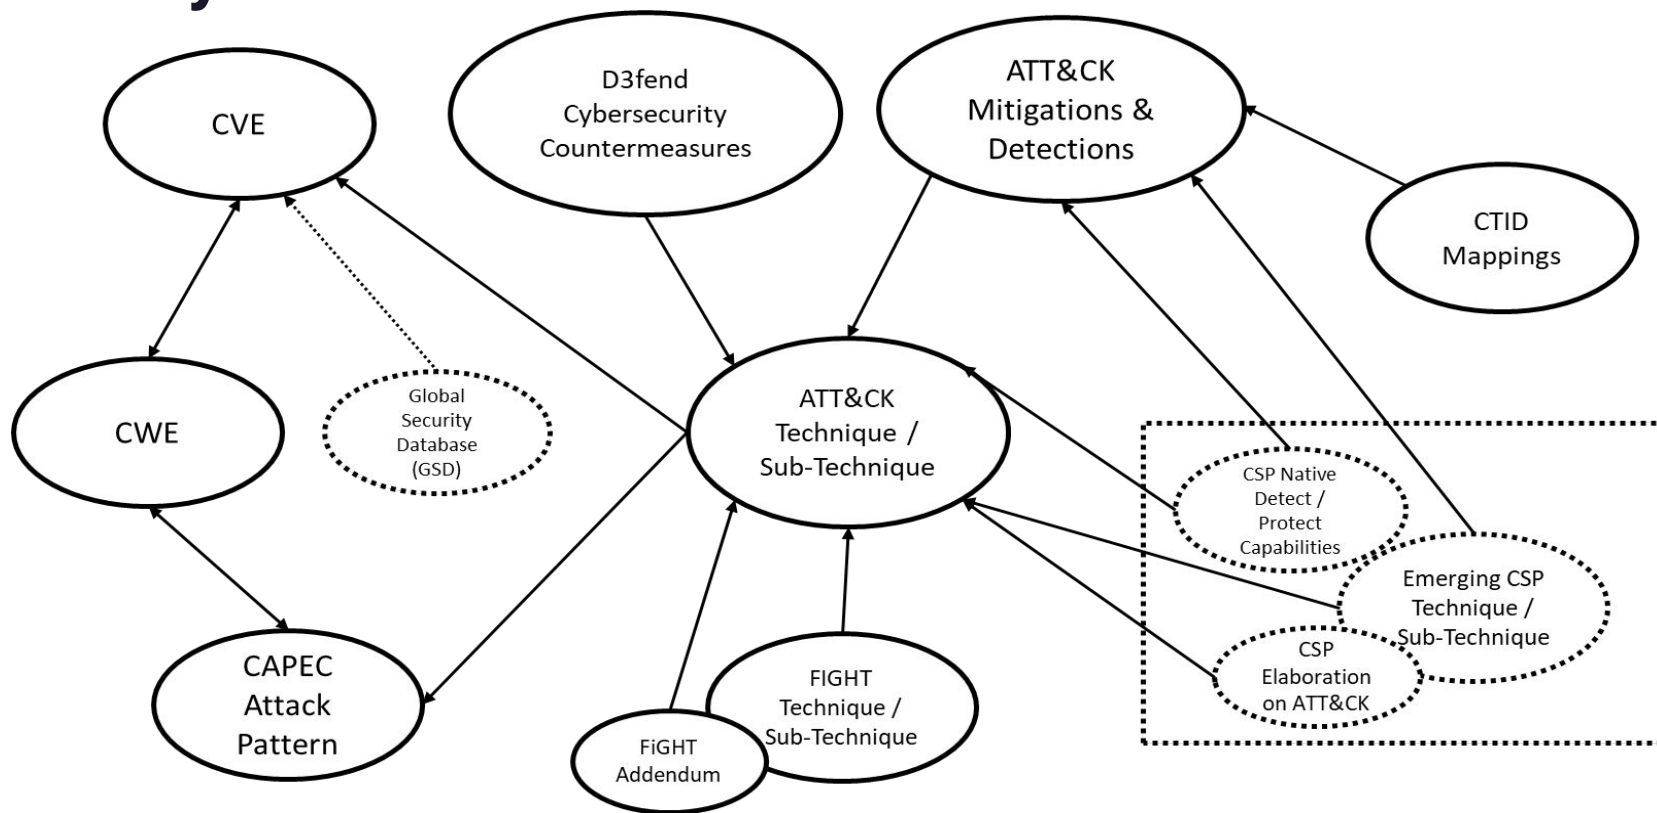 CVE
D3fend
Cybersecurity
Countermeasures
ATT&CK
Mitigations &
Detections
CTID
Mappings
CWE
Global
Security
Database
(GSD)
ATT&CK
Technique /
Sub-Technique
CSP Native
Detect /
Protect
Capabilities
Emerging CSP
Technique /
Sub-Technique
CSP
Elaboration
on ATT&CK
CAPEC
Attack
Pattern
FIGHT
Technique /
Sub-Technique
FiGHT
Addendum